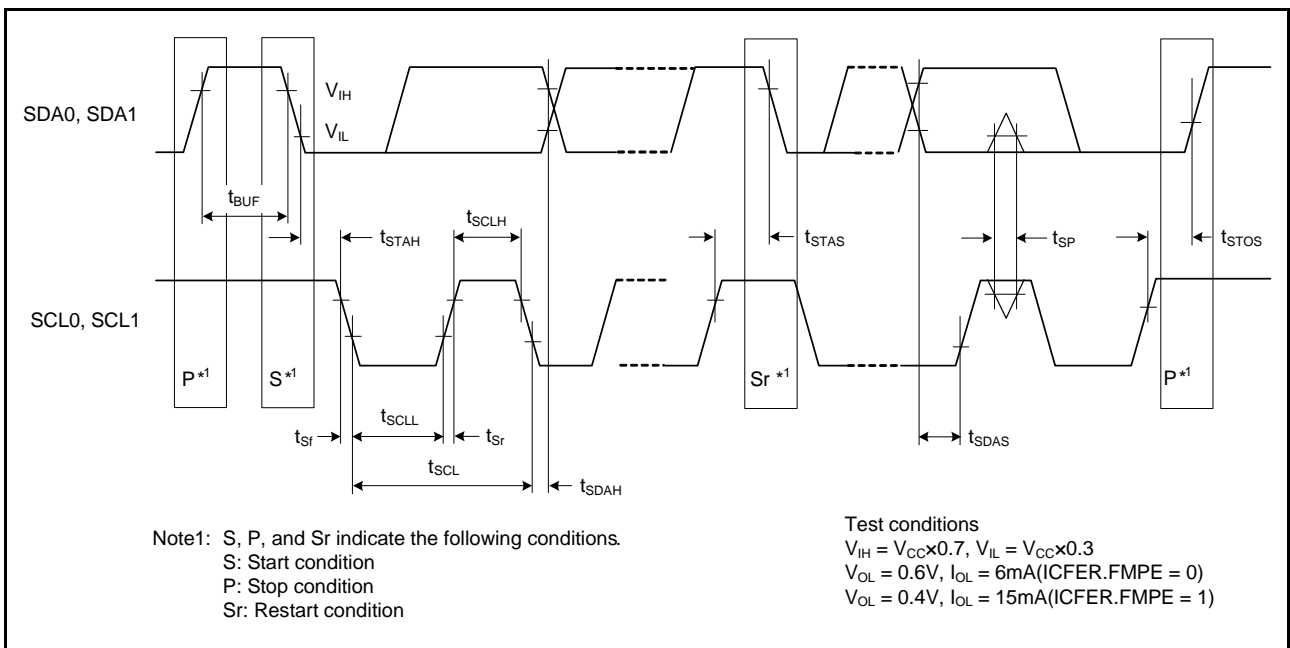 SDA0, SDA1
V_IH
V_IL
t_BUF
t_STAH
t_SCLH
t_STAS
t_SP
t_STOS
SCL0, SCL1
P*1
S*1
Sr *1
P*1
t_Sf
t_SCLL
t_Sr
t_SDAS
t_SCL
t_SDAH
Note1: S, P, and Sr indicate the following conditions.
S: Start condition
P: Stop condition
Sr: Restart condition
Test conditions
V_IH = V_CC×0.7, V_IL = V_CC×0.3
V_OL = 0.6V, I_OL = 6mA(ICFER.FMPE = 0)
V_OL = 0.4V, I_OL = 15mA(ICFER.FMPE = 1)